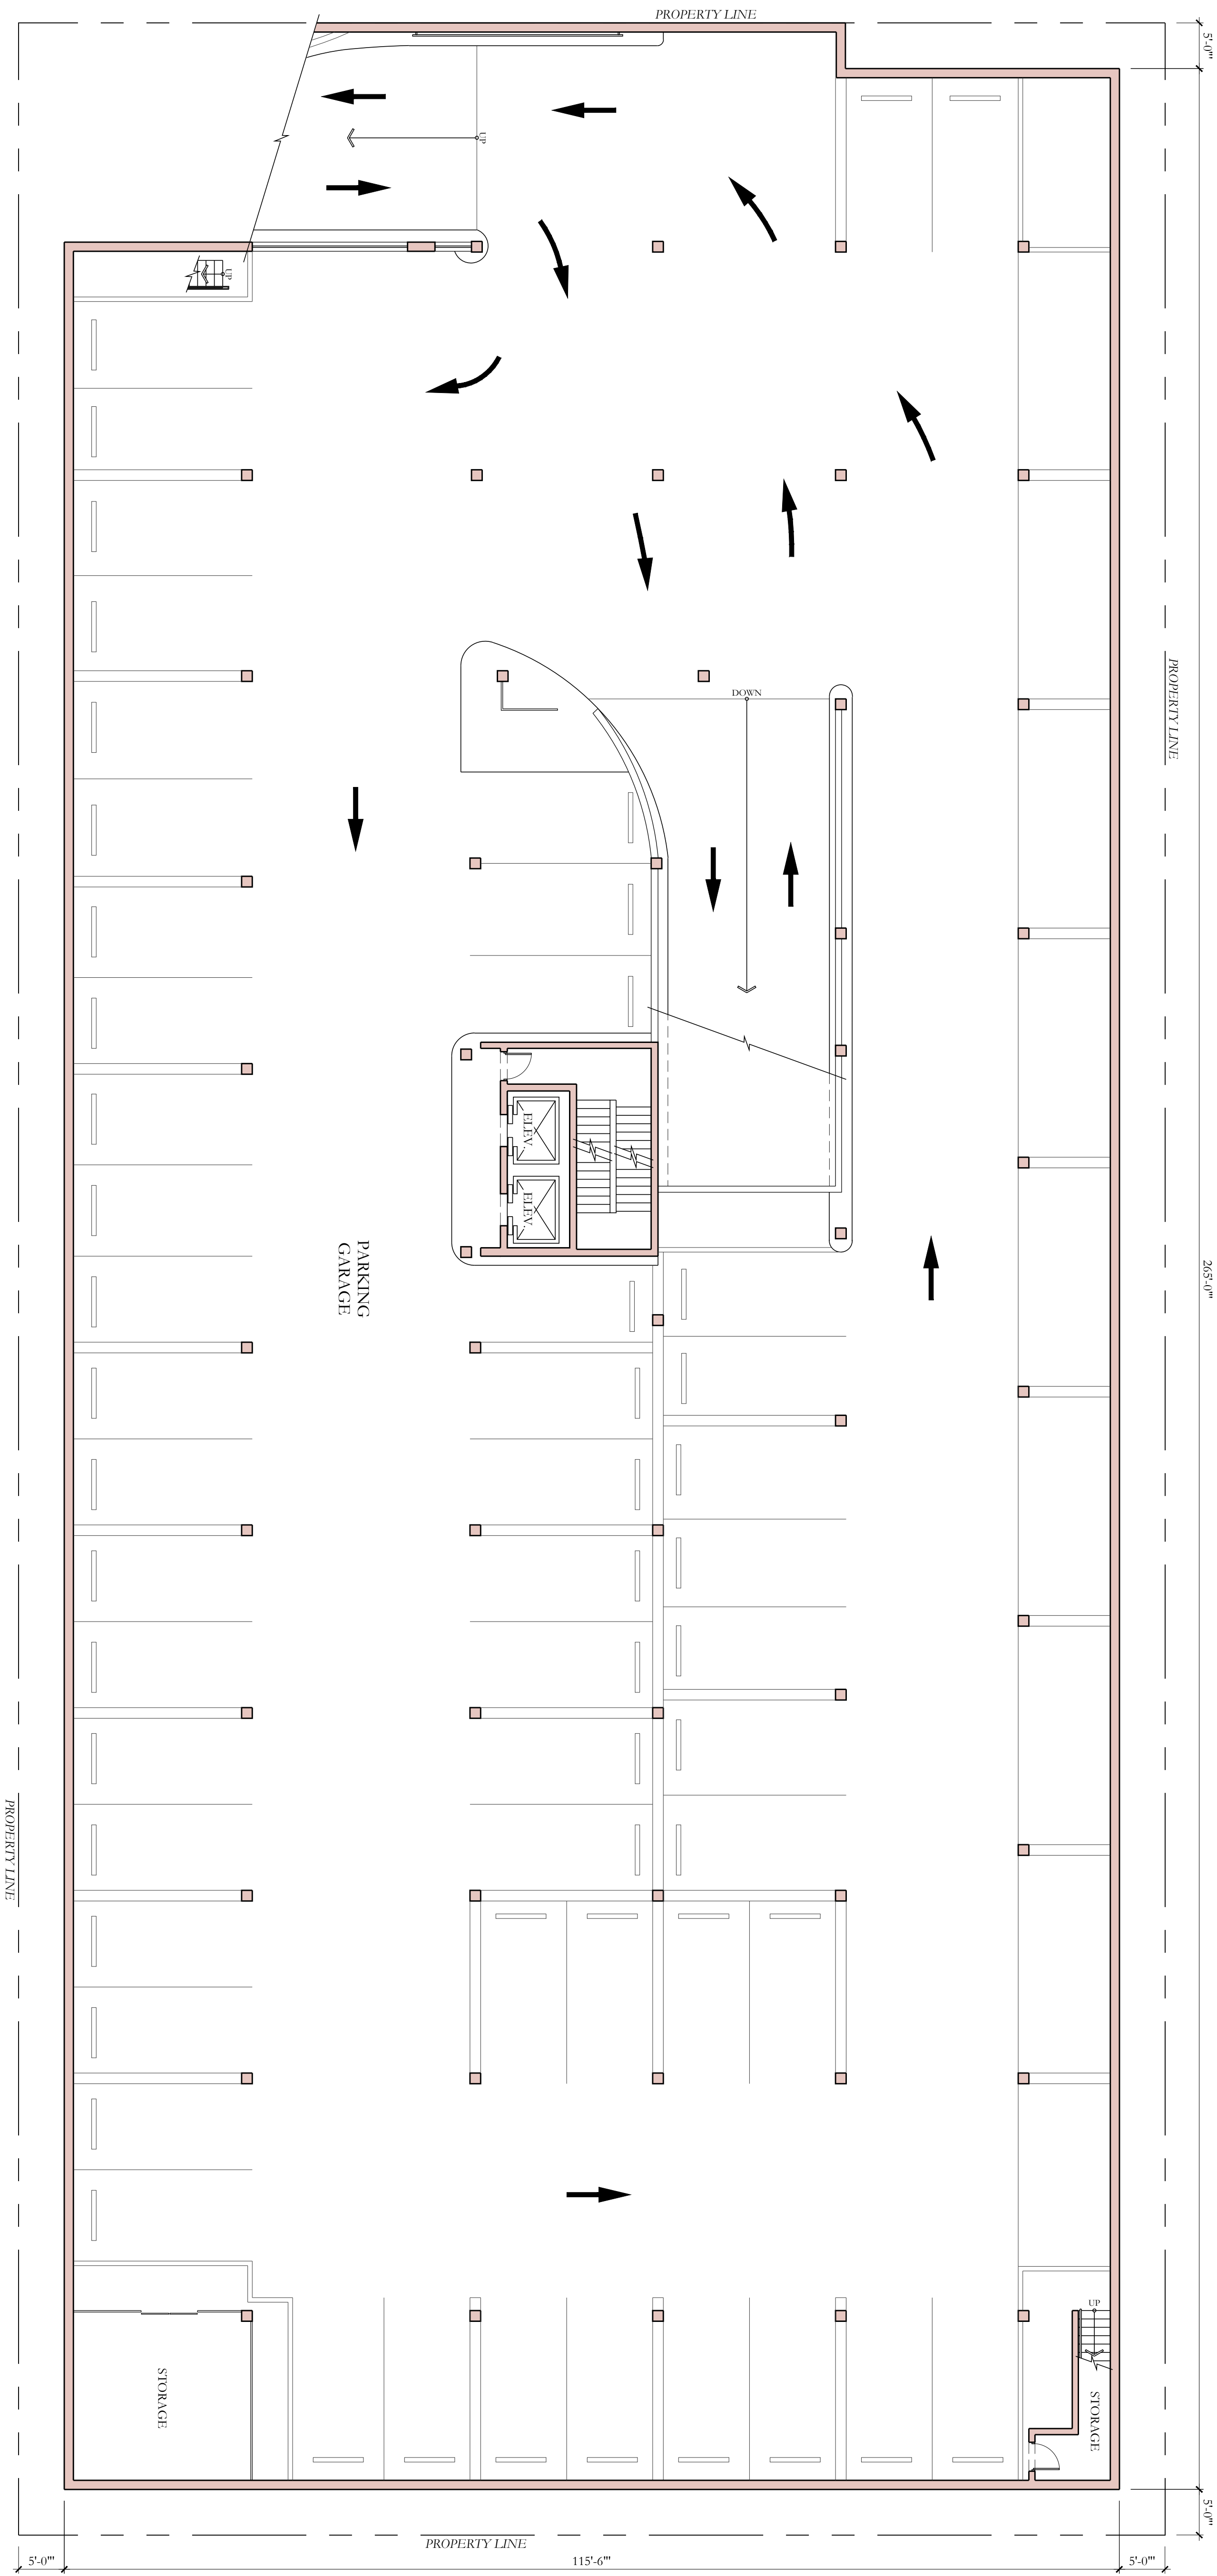 PROPERTY LINE
5'-0'"
UP
UP
PROPERTY LINE
DOWN
ELEV.
ELEV.
PARKING
GARAGE
265'-0'"
PROPERTY LINE
UP
STORAGE
STORAGE
5'-0'"
PROPERTY LINE
5'-0'"
115'-6'"
5'-0'"